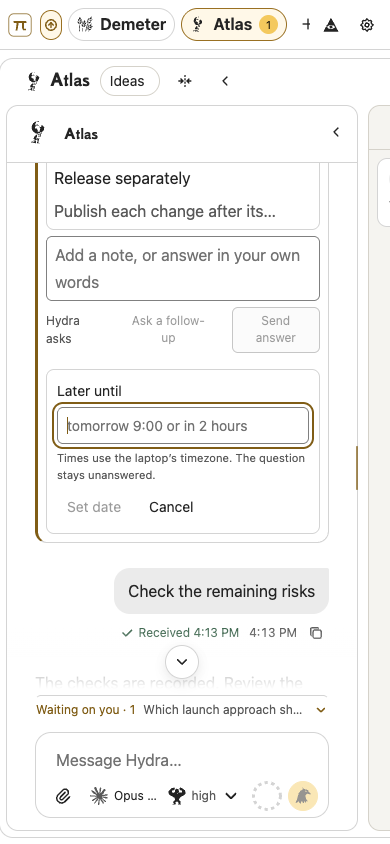 π
Demeter
Atlas
1
Atlas
Ideas
Atlas
Release separately
Publish each change after its...
Add a note, or answer in your own
words
Hydra
asks
Ask a follow-
up
Send
answer
Later until
tomorrow 9:00 or in 2 hours
Times use the laptop's timezone. The question
stays unanswered.
Set date
Cancel
Check the remaining risks
Received 4:13 PM
4:13 PM
The checks are recorded. Review the
Waiting on you · 1
Which launch approach sh...
Message Hydra...
Opus ...
high